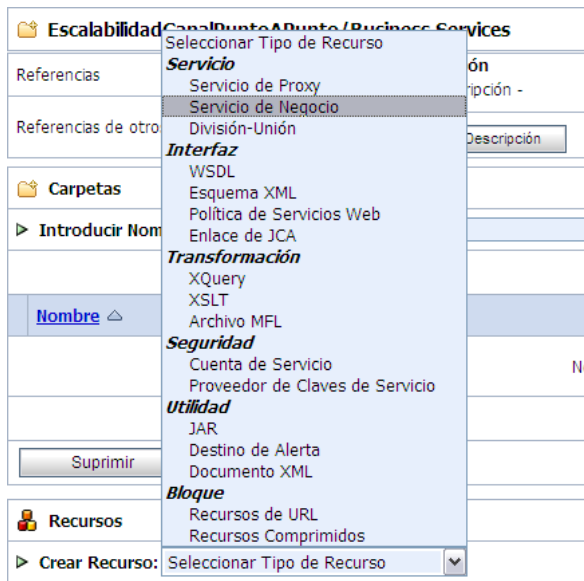 EscalabilidadCanalPuntoAPunto/Business Services
Seleccionar Tipo de Recurso
Referencias
Servicio
ón
Servicio de Proxy
ripción -
Servicio de Negocio
Referencias de otro
División-Unión
Descripción
Interfaz
WSDL
Carpetas
Esquema XML
Política de Servicios Web
Introducir Nom
Enlace de JCA
Transformación
XQuery
XSLT
Nombre
Archivo MFL
Seguridad
Cuenta de Servicio
N
Proveedor de Claves de Servicio
Utilidad
JAR
Destino de Alerta
Suprimir
Documento XML
Bloque
Recursos de URL
Recursos
Recursos Comprimidos
Crear Recurso: Seleccionar Tipo de Recurso